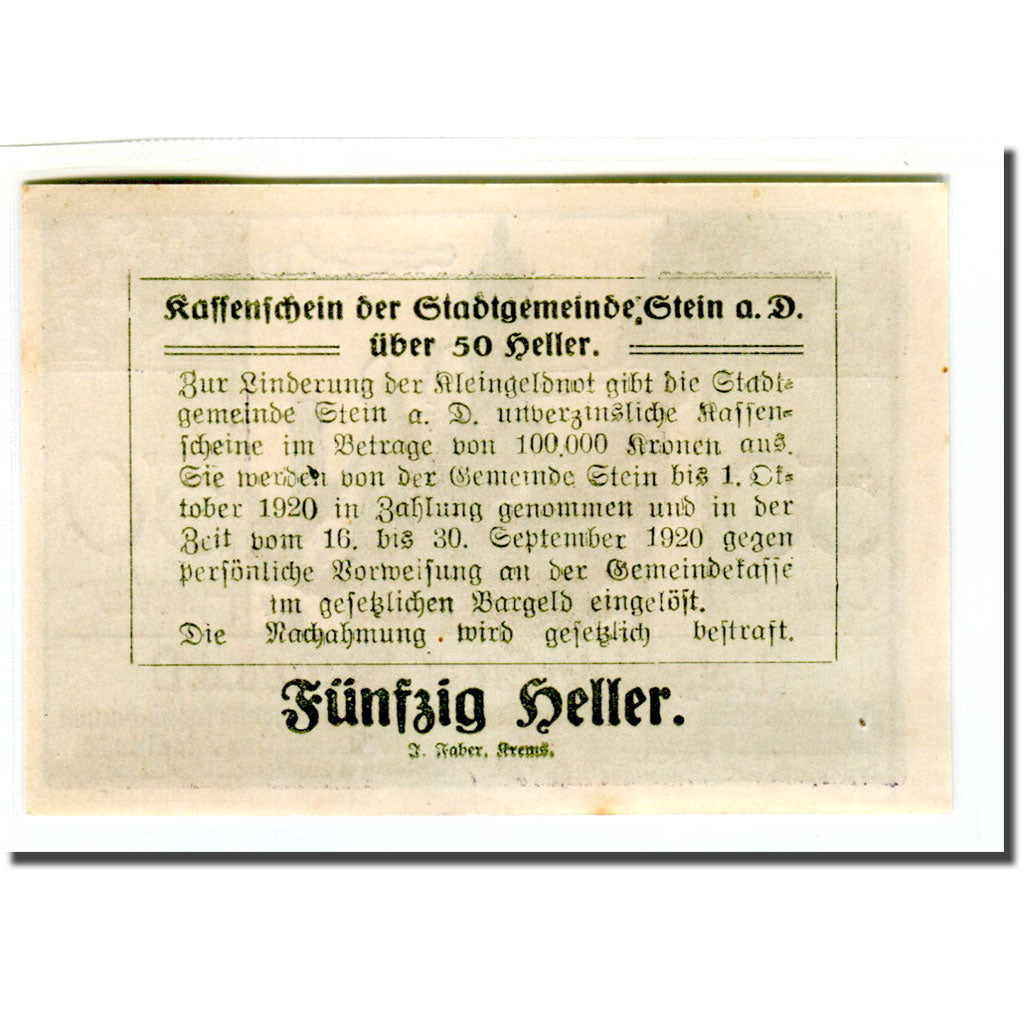 Kassenschein der Stadtgemeinde Stein a. D.
über 50 Heller.
Zur Linderung der Kleingeldnot gibt die Stadt-
gemeinde Stein a. D. unverzinsliche Kassen-
scheine im Betrage von 100.000 Kronen aus.
Sie werden von der Gemeinde Stein bis 1. Ok-
tober 1920 in Zahlung genommen und in der
Zeit vom 16. bis 30. September 1920 gegen
persönliche Vorweisung an der Gemeindekasse
im gesetzlichen Bargeld eingelöst.
Die Nachahmung wird gesetzlich bestraft.
Fünfzig Heller.
J. Faber, Krems.